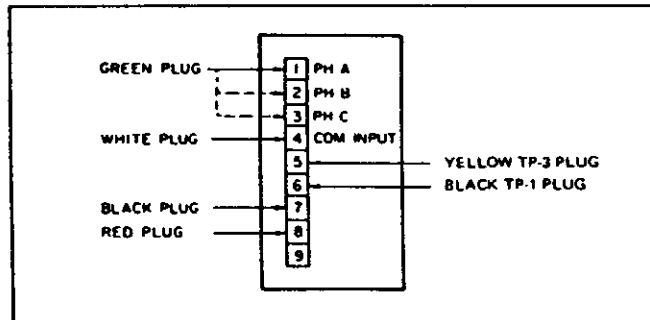 GREEN PLUG 1 PH A
2 PH B
3 PH C
WHITE PLUG 4 COM INPUT
5 YELLOW TP-3 PLUG
6 BLACK TP-1 PLUG
BLACK PLUG 7
RED PLUG 8
9